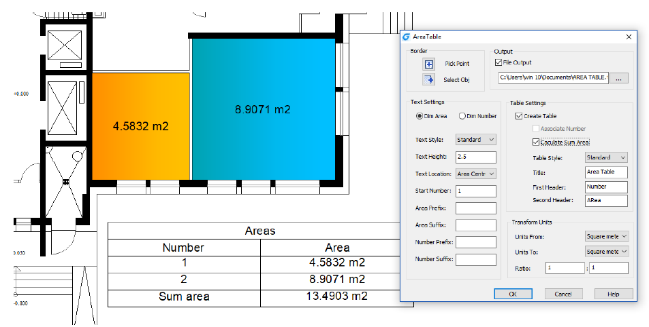 4.5832 m2
8.9071 m2
Areas
Number Area
1 4.5832 m2
2 8.9071 m2
Sum area 13.4903 m2
AreaTable
Border
Pick Point
Select Obj
Output
File Output
C:\Users\win 10\Documents\AREA TABLE. ...
Text Settings
Dim Area Dim Number
Text Style: Standard
Text Height: 2.5
Text Location: Area Centr
Start Number: 1
Area Prefix:
Area Suffix:
Number Prefix:
Number Suffix:
Table Settings
Create Table
Associate Number
Calculate Sum Area
Table Style: Standard
Title: Area Table
First Header: Number
Second Header: ARea
Transform Units
Units From: Square mete
Units To: Square mete
Ratio: 1 : 1
OK Cancel Help